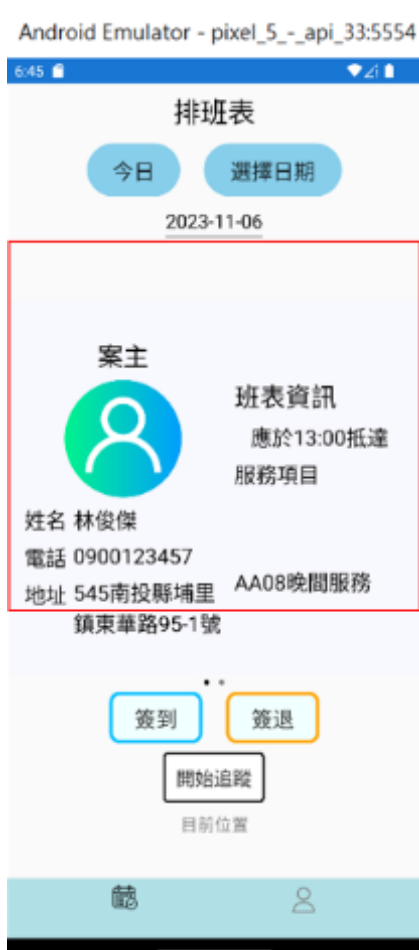 Android Emulator - pixel_5_-_api_33:5554
6:45
排班表
今日 選擇日期
2023-11-06
案主
班表資訊
應於13:00抵達
服務項目
姓名 林俊傑
電話 0900123457
地址 545南投縣埔里
鎮東華路95-1號
AA08晚間服務
簽到 簽退
開始追蹤
目前位置